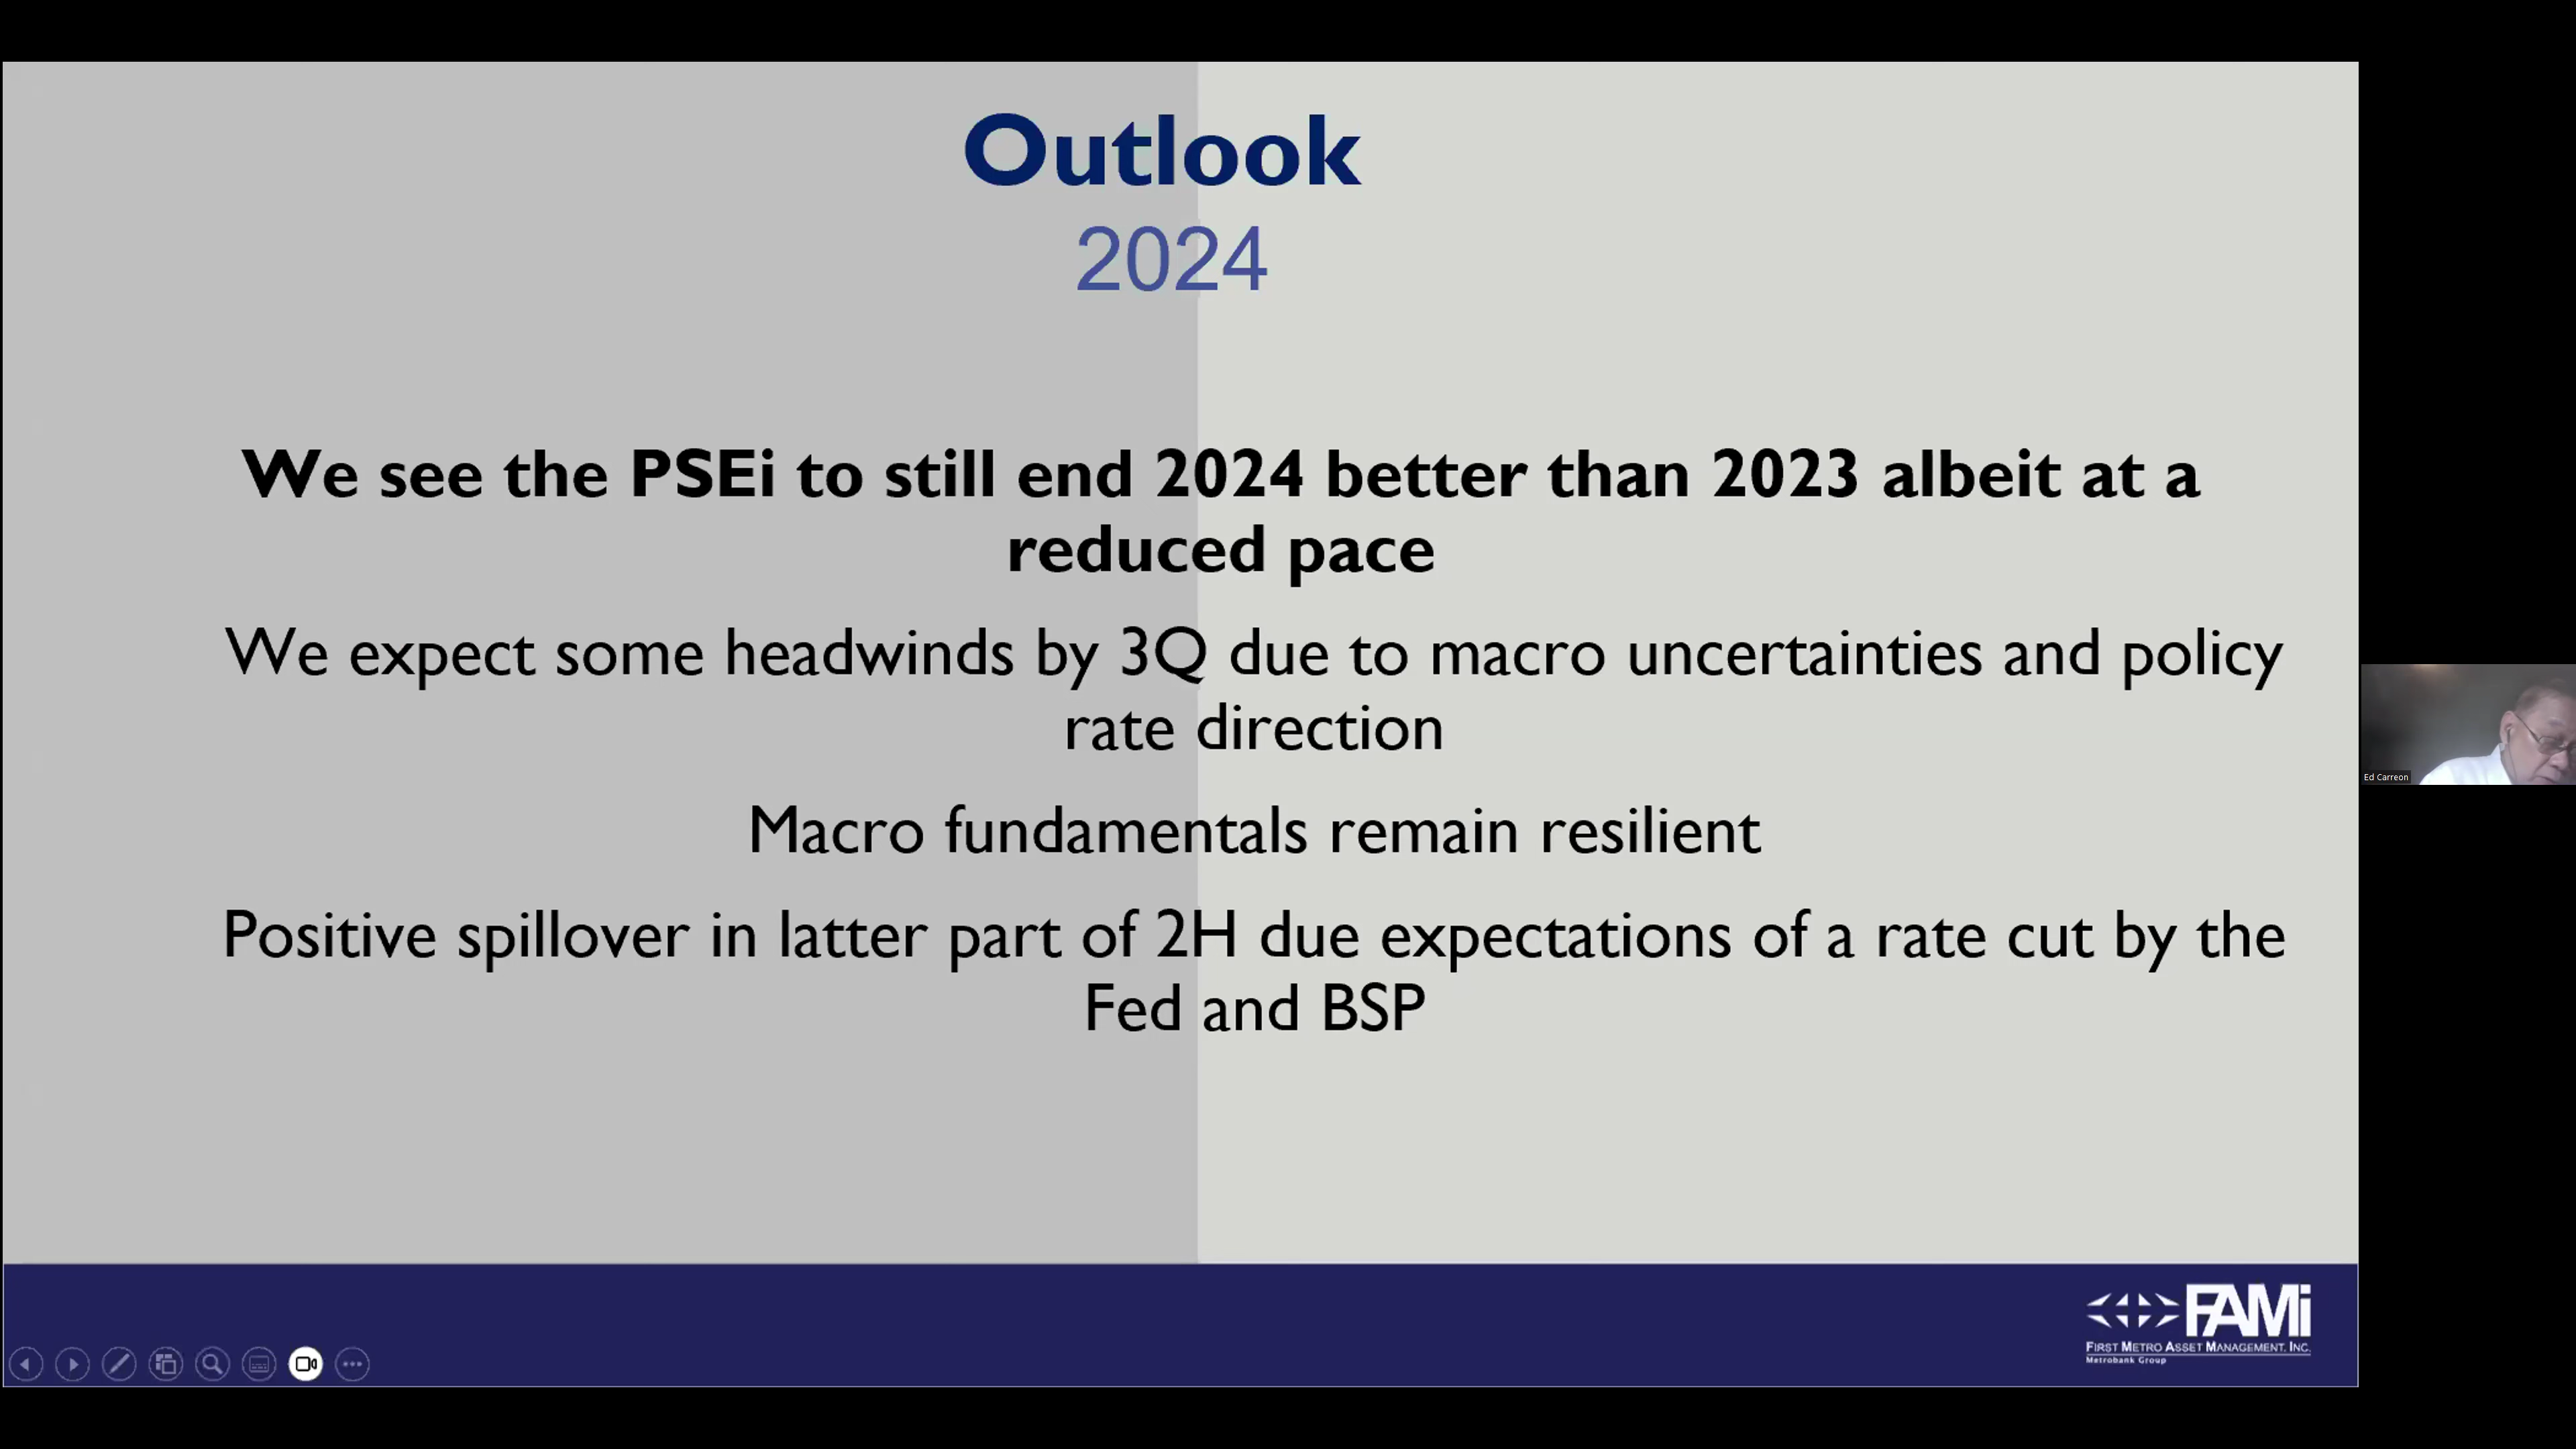 Outlook
2024
We see the PSEi to still end 2024 better than 2023 albeit at a
reduced pace
We expect some headwinds by 3Q due to macro uncertainties and policy
rate direction
Macro fundamentals remain resilient
Positive spillover in latter part of 2H due expectations of a rate cut by the
Fed and BSP
Ed Carreon
FAMi
FIRST METRO ASSET MANAGEMENT, INC.
Metrobank Group